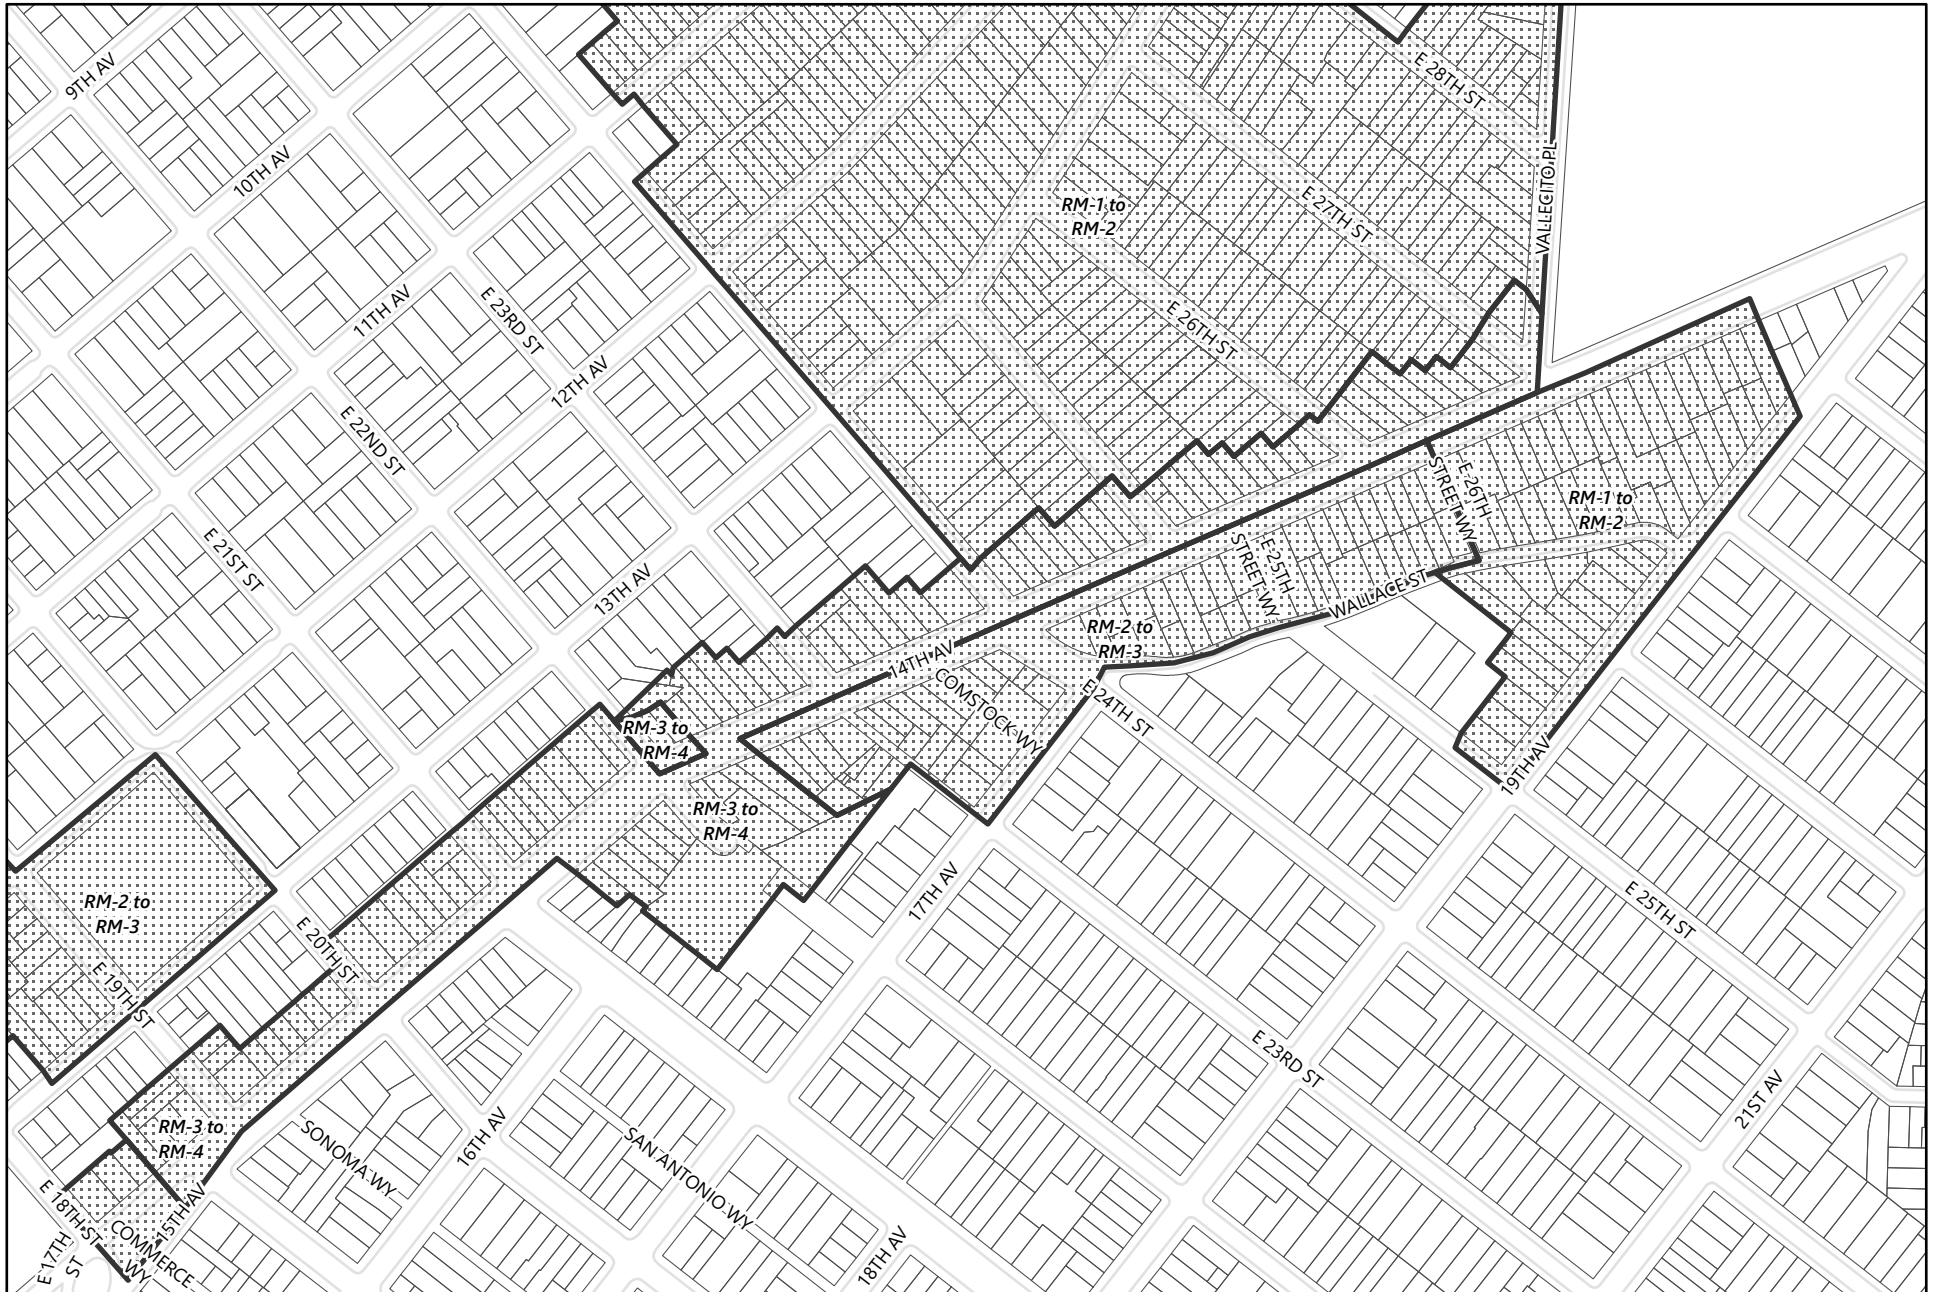 9TH AV
E 28TH ST
10TH AV
VALLECITO PL
RM-1 to
RM-2
E 27TH ST
11TH AV
E 23RD ST
E 26TH ST
12TH AV
E 22ND ST
E 26TH
STREET WY
RM-1 to
RM-2
E 21ST ST
E 25TH
STREET WY
13TH AV
WALLACE ST
RM-2 to
RM-3
14TH AV
COMSTOCK WY
E 24TH ST
RM-3 to
RM-4
19TH AV
RM-3 to
RM-4
17TH AV
RM-2 to
RM-3
E 25TH ST
E 20TH ST
E 19TH ST
E 23RD ST
21ST AV
RM-3 to
RM-4
SONOMA WY
16TH AV
SAN ANTONIO WY
E 18TH ST
15TH AV
COMMERCE
WY
E 17TH
ST
18TH AV